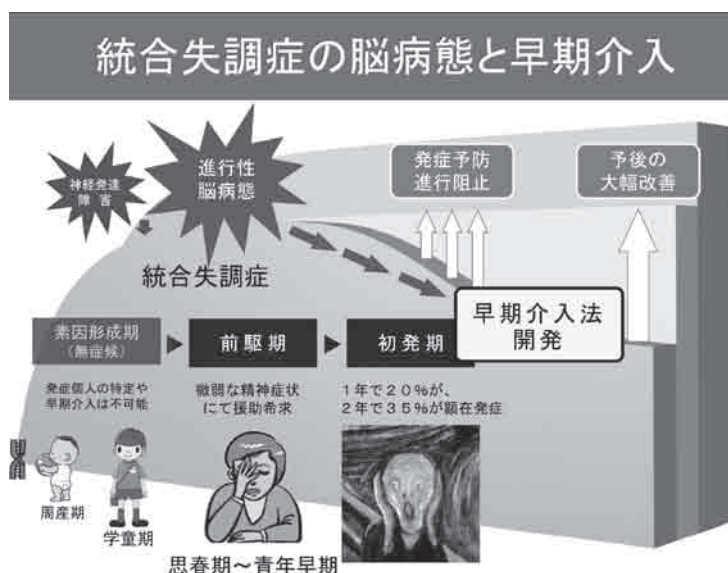 統合失調症の脳病態と早期介入
神経発達
障害
進行性
脳病態
発症予防
進行阻止
予後の
大幅改善
統合失調症
早期介入法
開発
素因形成期
(無症候)
前駆期
初発期
発症個人の特定や
早期介入は不可能
微弱な精神症状
にて援助希求
1年で20%が、
2年で35%が顕在発症
周産期
学童期
思春期～青年早期